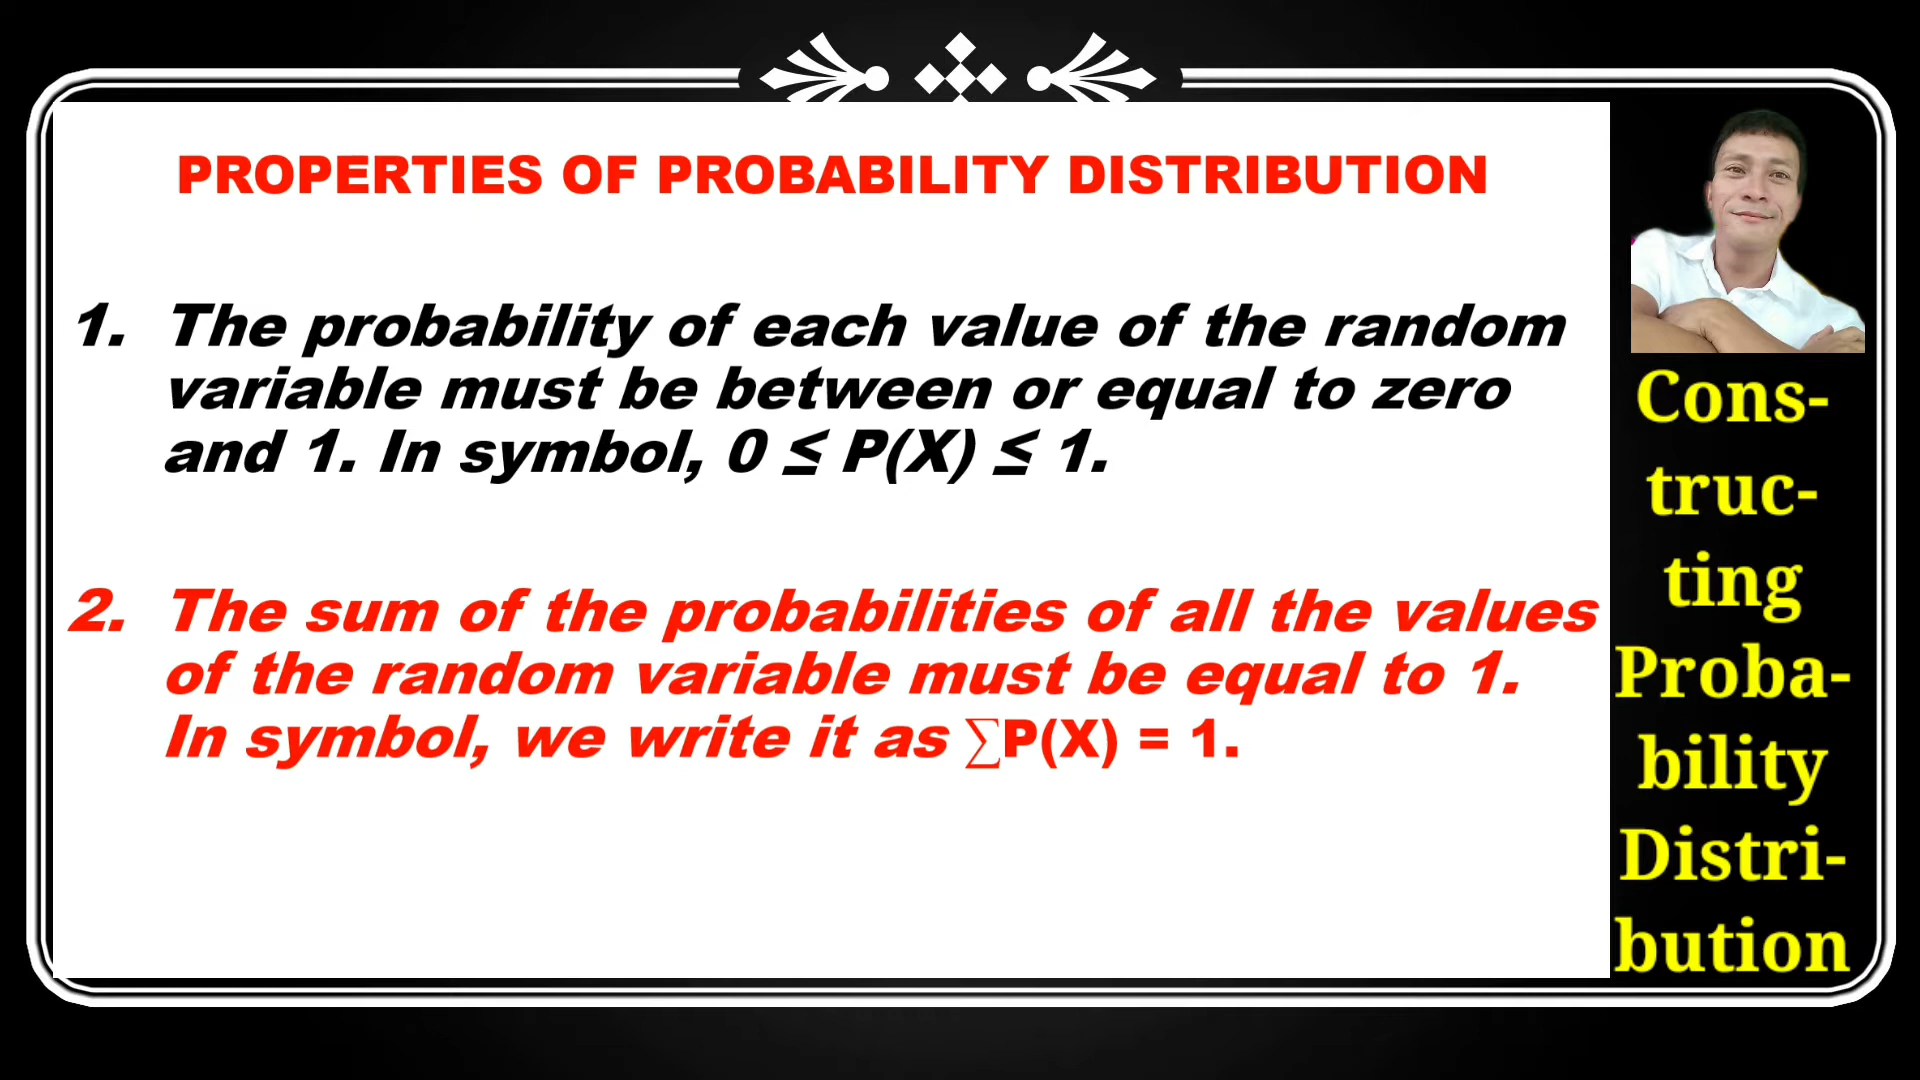 PROPERTIES OF PROBABILITY DISTRIBUTION
1. The probability of each value of the random
variable must be between or equal to zero
and 1. In symbol, 0 ≤ P(X) ≤ 1.
2. The sum of the probabilities of all the values
of the random variable must be equal to 1.
In symbol, we write it as ∑P(X) = 1.
Cons-
truc-
ting
Proba-
bility
Distri-
bution